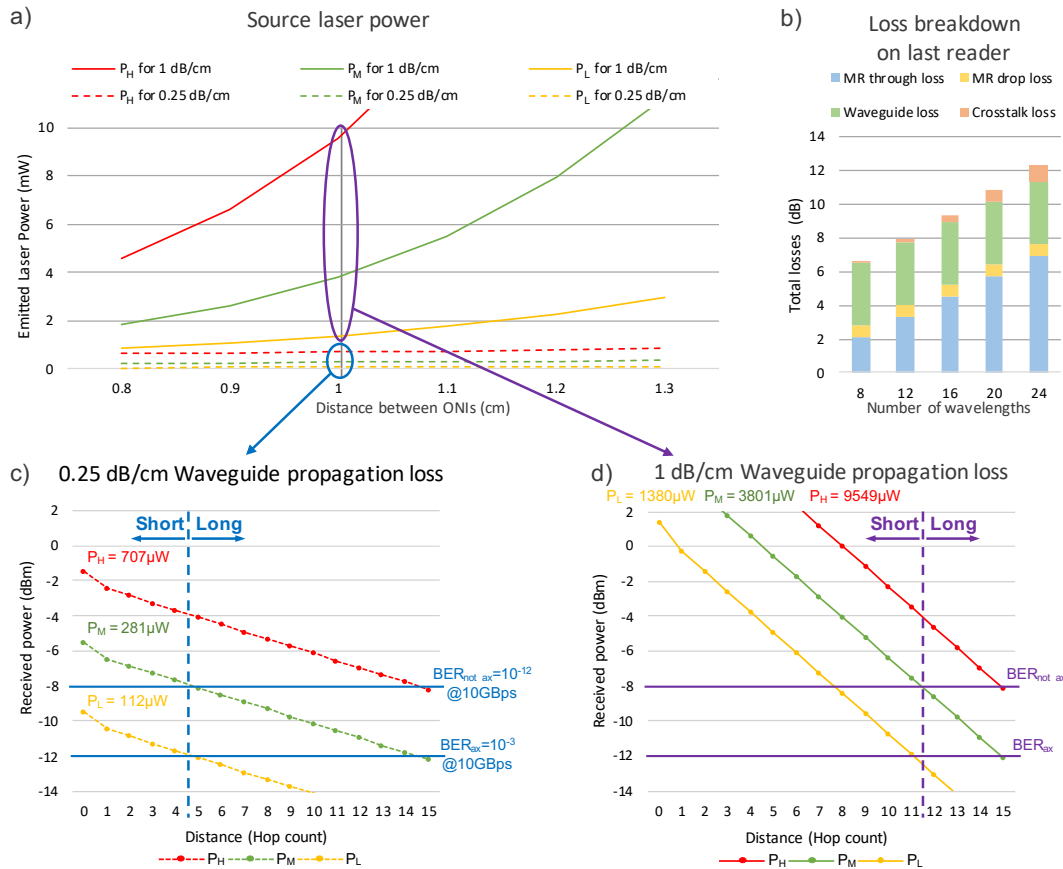 a)
Source laser power
P_H for 1 dB/cm
P_M for 1 dB/cm
P_L for 1 dB/cm
P_H for 0.25 dB/cm
P_M for 0.25 dB/cm
P_L for 0.25 dB/cm
Emitted Laser Power (mW)
10
8
6
4
2
0
0.8
0.9
1
1.1
1.2
1.3
Distance between ONIs (cm)
b)
Loss breakdown
on last reader
MR through loss
MR drop loss
Waveguide loss
Crosstalk loss
Total losses (dB)
14
12
10
8
6
4
2
0
8
12
16
20
24
Number of wavelengths
c)
0.25 dB/cm Waveguide propagation loss
Received power (dBm)
2
0
-2
-4
-6
-8
-10
-12
-14
Short
Long
P_H = 707µW
P_M = 281µW
P_L = 112µW
BER_not ax=10^-12
@10GBps
BER_ax=10^-3
@10GBps
0 1 2 3 4 5 6 7 8 9 10 11 12 13 14 15
Distance (Hop count)
P_H P_M P_L
d)
1 dB/cm Waveguide propagation loss
P_L = 1380µW
P_M = 3801µW
P_H = 9549µW
Received power (dBm)
2
0
-2
-4
-6
-8
-10
-12
-14
Short
Long
BER_not ax
BER_ax
0 1 2 3 4 5 6 7 8 9 10 11 12 13 14 15
Distance (Hop count)
P_H P_M P_L